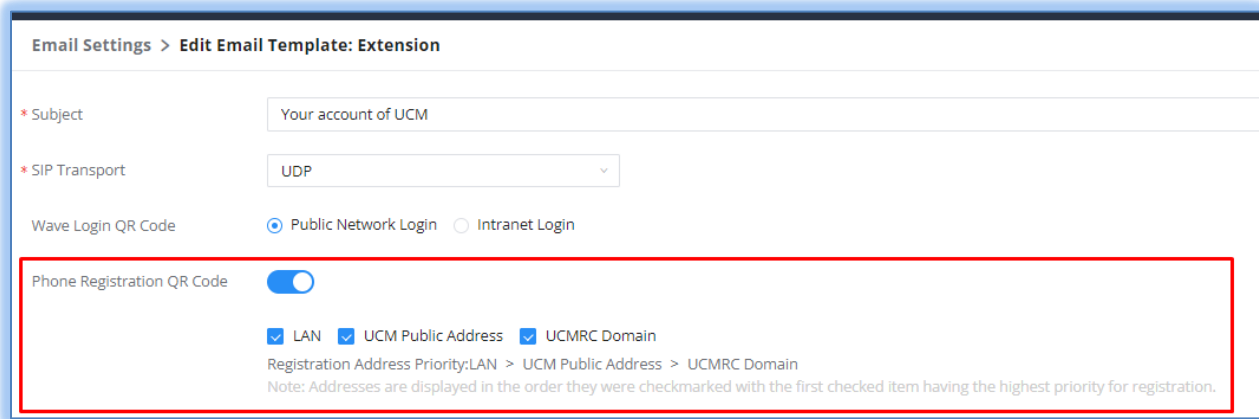 Email Settings > Edit Email Template: Extension
* Subject Your account of UCM
* SIP Transport UDP
Wave Login QR Code Public Network Login Intranet Login
Phone Registration QR Code
LAN UCM Public Address UCMRC Domain
Registration Address Priority:LAN > UCM Public Address > UCMRC Domain
Note: Addresses are displayed in the order they were checkmarked with the first checked item having the highest priority for registration.